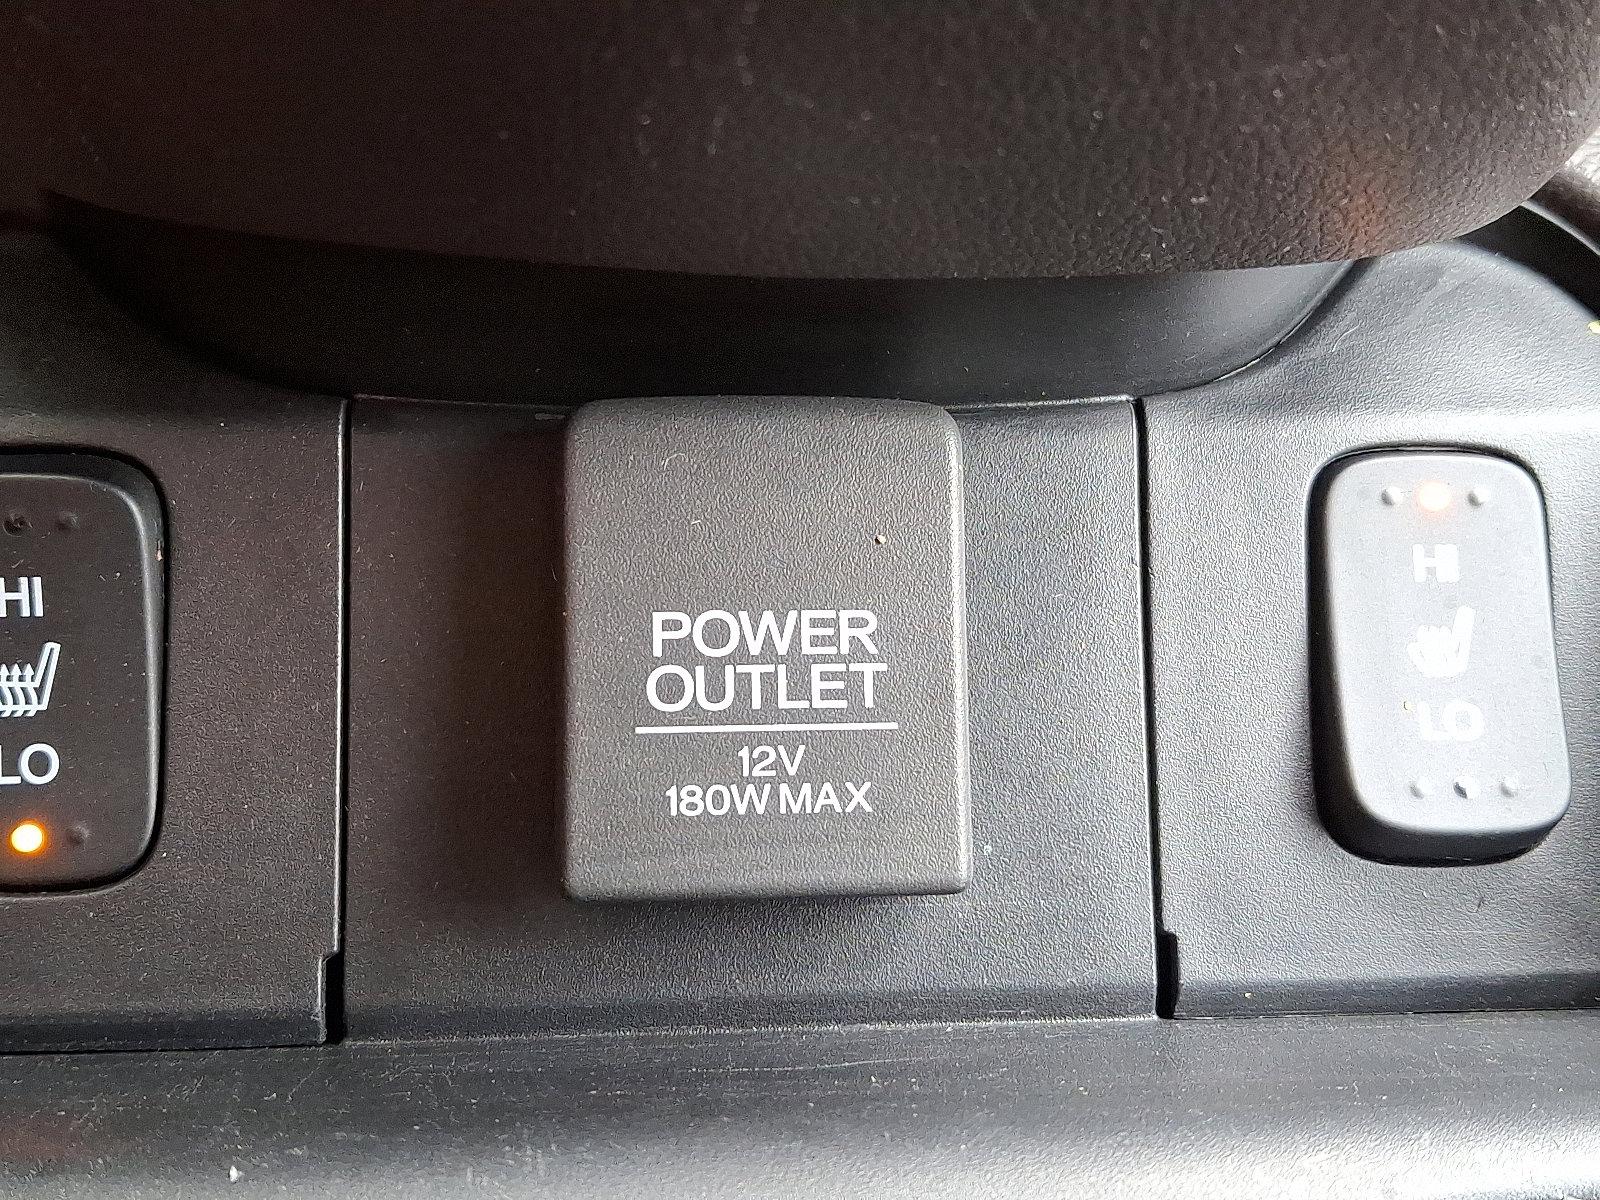 HI
LO
POWER
OUTLET
12V
180W MAX
HI
LO